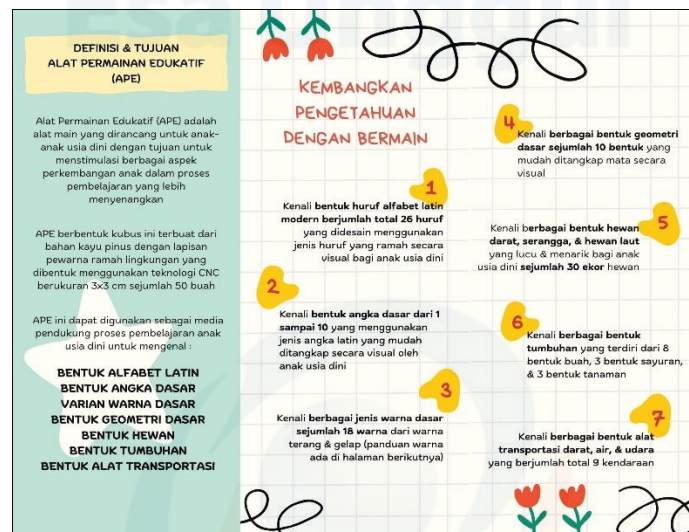 DEFINISI & TUJUAN
ALAT PERMAINAN EDUKATIF
(APE)
Alat Permainan Edukatif (APE) adalah
alat main yang dirancang untuk anak-
anak usia dini dengan tujuan untuk
menstimulasi berbagai aspek
perkembangan anak dalam proses
pembelajaran yang lebih
menyenangkan
APE berbentuk kubus ini terbuat dari
bahan kayu pinus dengan lapisan
pewarna ramah lingkungan yang
dibentuk menggunakan teknologi CNC
berukuran 3x3 cm sejumlah 50 buah
APE ini dapat digunakan sebagai media
pendukung proses pembelajaran anak
usia dini untuk mengenal :
BENTUK ALFABET LATIN
BENTUK ANGKA DASAR
VARIAN WARNA DASAR
BENTUK GEOMETRI DASAR
BENTUK HEWAN
BENTUK TUMBUHAN
BENTUK ALAT TRANSPORTASI
KEMBANGKAN
PENGETAHUAN
DENGAN BERMAIN
1
Kenali bentuk huruf alfabet latin
modern berjumlah total 26 huruf
yang didesain menggunakan
jenis huruf yang ramah secara
visual bagi anak usia dini
2
Kenali bentuk angka dasar dari 1
sampai 10 yang menggunakan
jenis angka latin yang mudah
ditangkap secara visual oleh
anak usia dini
3
Kenali berbagai jenis warna dasar
sejumlah 18 warna dari warna
terang & gelap (panduan warna
ada di halaman berikutnya)
4
Kenali berbagai bentuk geometri
dasar sejumlah 10 bentuk yang
mudah ditangkap mata secara
visual
5
Kenali berbagai bentuk hewan
darat, serangga, & hewan laut
yang lucu & menarik bagi anak
usia dini sejumlah 30 ekor hewan
6
Kenali berbagai bentuk
tumbuhan yang terdiri dari 8
bentuk buah, 3 bentuk sayuran,
& 3 bentuk tanaman
7
Kenali berbagai bentuk alat
transportasi darat, air, & udara
yang berjumlah total 9 kendaraan